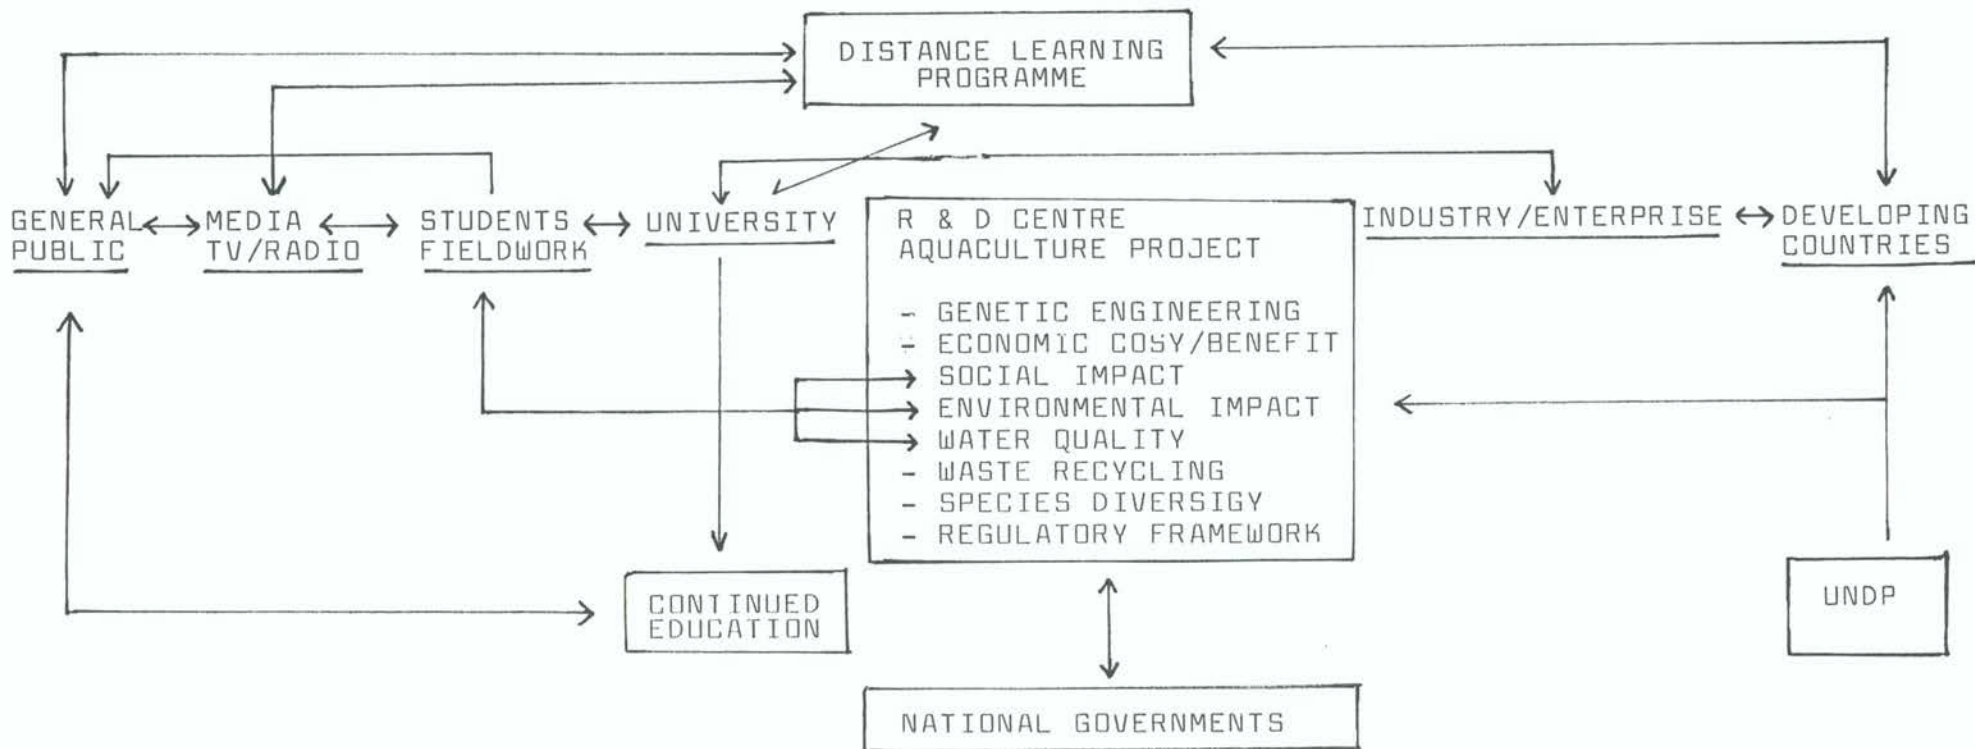 DISTANCE LEARNING
PROGRAMME
GENERAL
PUBLIC
MEDIA
TV/RADIO
STUDENTS
FIELDWORK
UNIVERSITY
R & D CENTRE
AQUACULTURE PROJECT
- GENETIC ENGINEERING
- ECONOMIC COSY/BENEFIT
SOCIAL IMPACT
ENVIRONMENTAL IMPACT
WATER QUALITY
- WASTE RECYCLING
- SPECIES DIVERSIGY
- REGULATORY FRAMEWORK
INDUSTRY/ENTERPRISE
DEVELOPING
COUNTRIES
CONTINUED
EDUCATION
UNDP
NATIONAL GOVERNMENTS